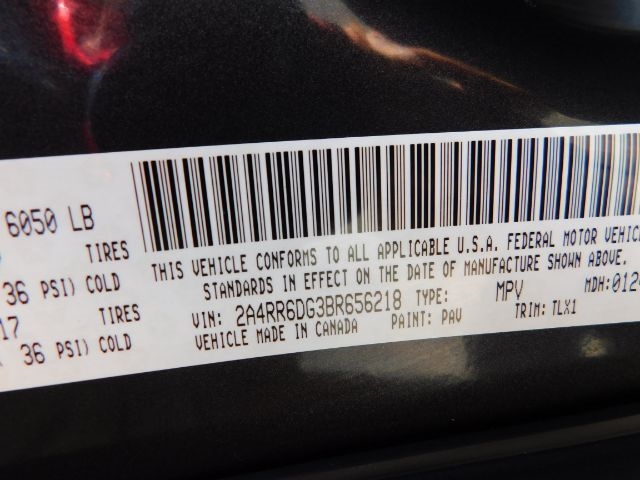 6050 LB
TIRES
36 PSI) COLD
17 TIRES
36 PSI) COLD
THIS VEHICLE CONFORMS TO ALL APPLICABLE U.S.A. FEDERAL MOTOR VEHIC
STANDARDS IN EFFECT ON THE DATE OF MANUFACTURE SHOWN ABOVE.
VIN: 2A4RR6DG3BR656218 TYPE: MPV MDH:0124
VEHICLE MADE IN CANADA PAINT: PAV TRIM: TLX1